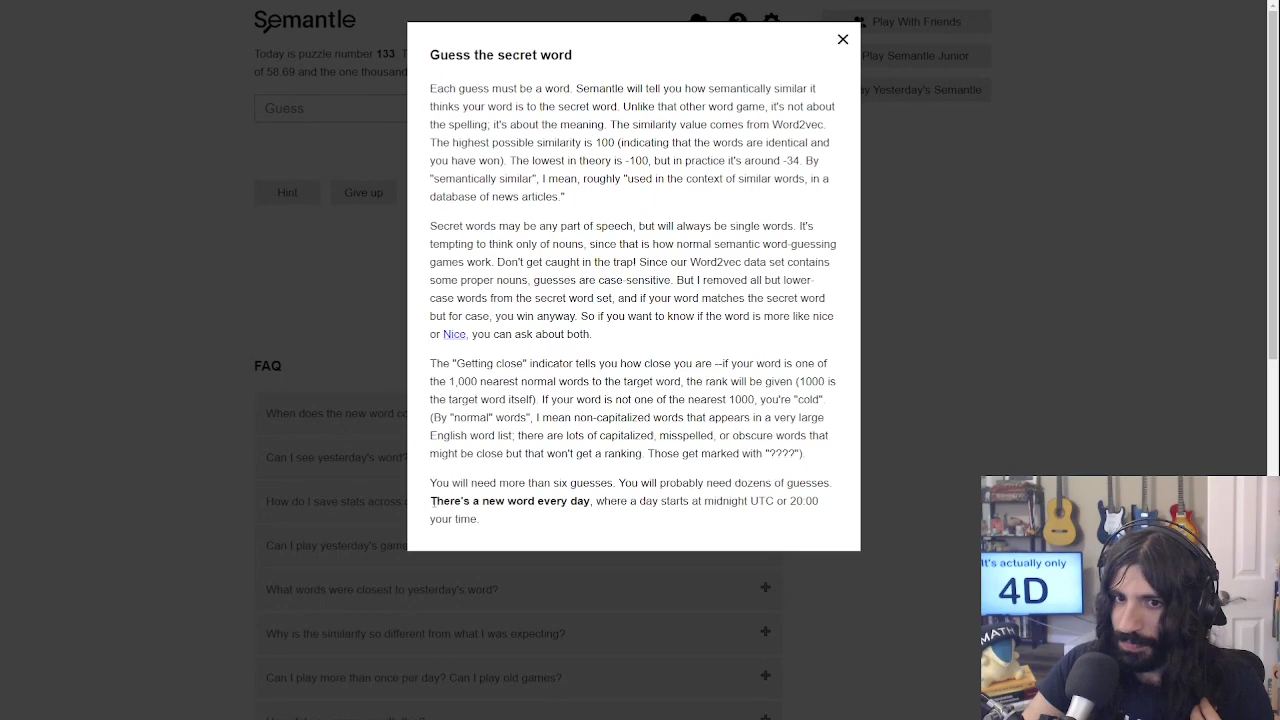 Semantle
Play With Friends
Today is puzzle number 133
of 58.69 and the one thousand
Play Semantle Junior
Yesterday's Semantle
Guess
Hint
Give up
Guess the secret word
Each guess must be a word. Semantle will tell you how semantically similar it
thinks your word is to the secret word. Unlike that other word game, it's not about
the spelling; it's about the meaning. The similarity value comes from Word2vec.
The highest possible similarity is 100 (indicating that the words are identical and
you have won). The lowest in theory is -100, but in practice it's around -34. By
"semantically similar", I mean, roughly "used in the context of similar words, in a
database of news articles."
Secret words may be any part of speech, but will always be single words. It's
tempting to think only of nouns, since that is how normal semantic word-guessing
games work. Don't get caught in the trap! Since our Word2vec data set contains
some proper nouns, guesses are case-sensitive. But I removed all but lower-
case words from the secret word set, and if your word matches the secret word
but for case, you win anyway. So if you want to know if the word is more like nice
or Nice, you can ask about both.
The "Getting close" indicator tells you how close you are --if your word is one of
the 1,000 nearest normal words to the target word, the rank will be given (1000 is
the target word itself). If your word is not one of the nearest 1000, you're "cold".
(By "normal" words", I mean non-capitalized words that appears in a very large
English word list; there are lots of capitalized, misspelled, or obscure words that
might be close but that won't get a ranking. Those get marked with "????").
You will need more than six guesses. You will probably need dozens of guesses.
There's a new word every day, where a day starts at midnight UTC or 20:00
your time.
FAQ
When does the new word
Can I see yesterday's word?
How do I save stats across
Can I play yesterday's game
What words were closest to yesterday's word?
Why is the similarity so different from what I was expecting?
Can I play more than once per day? Can I play old games?
It's actually only
4D
MATH